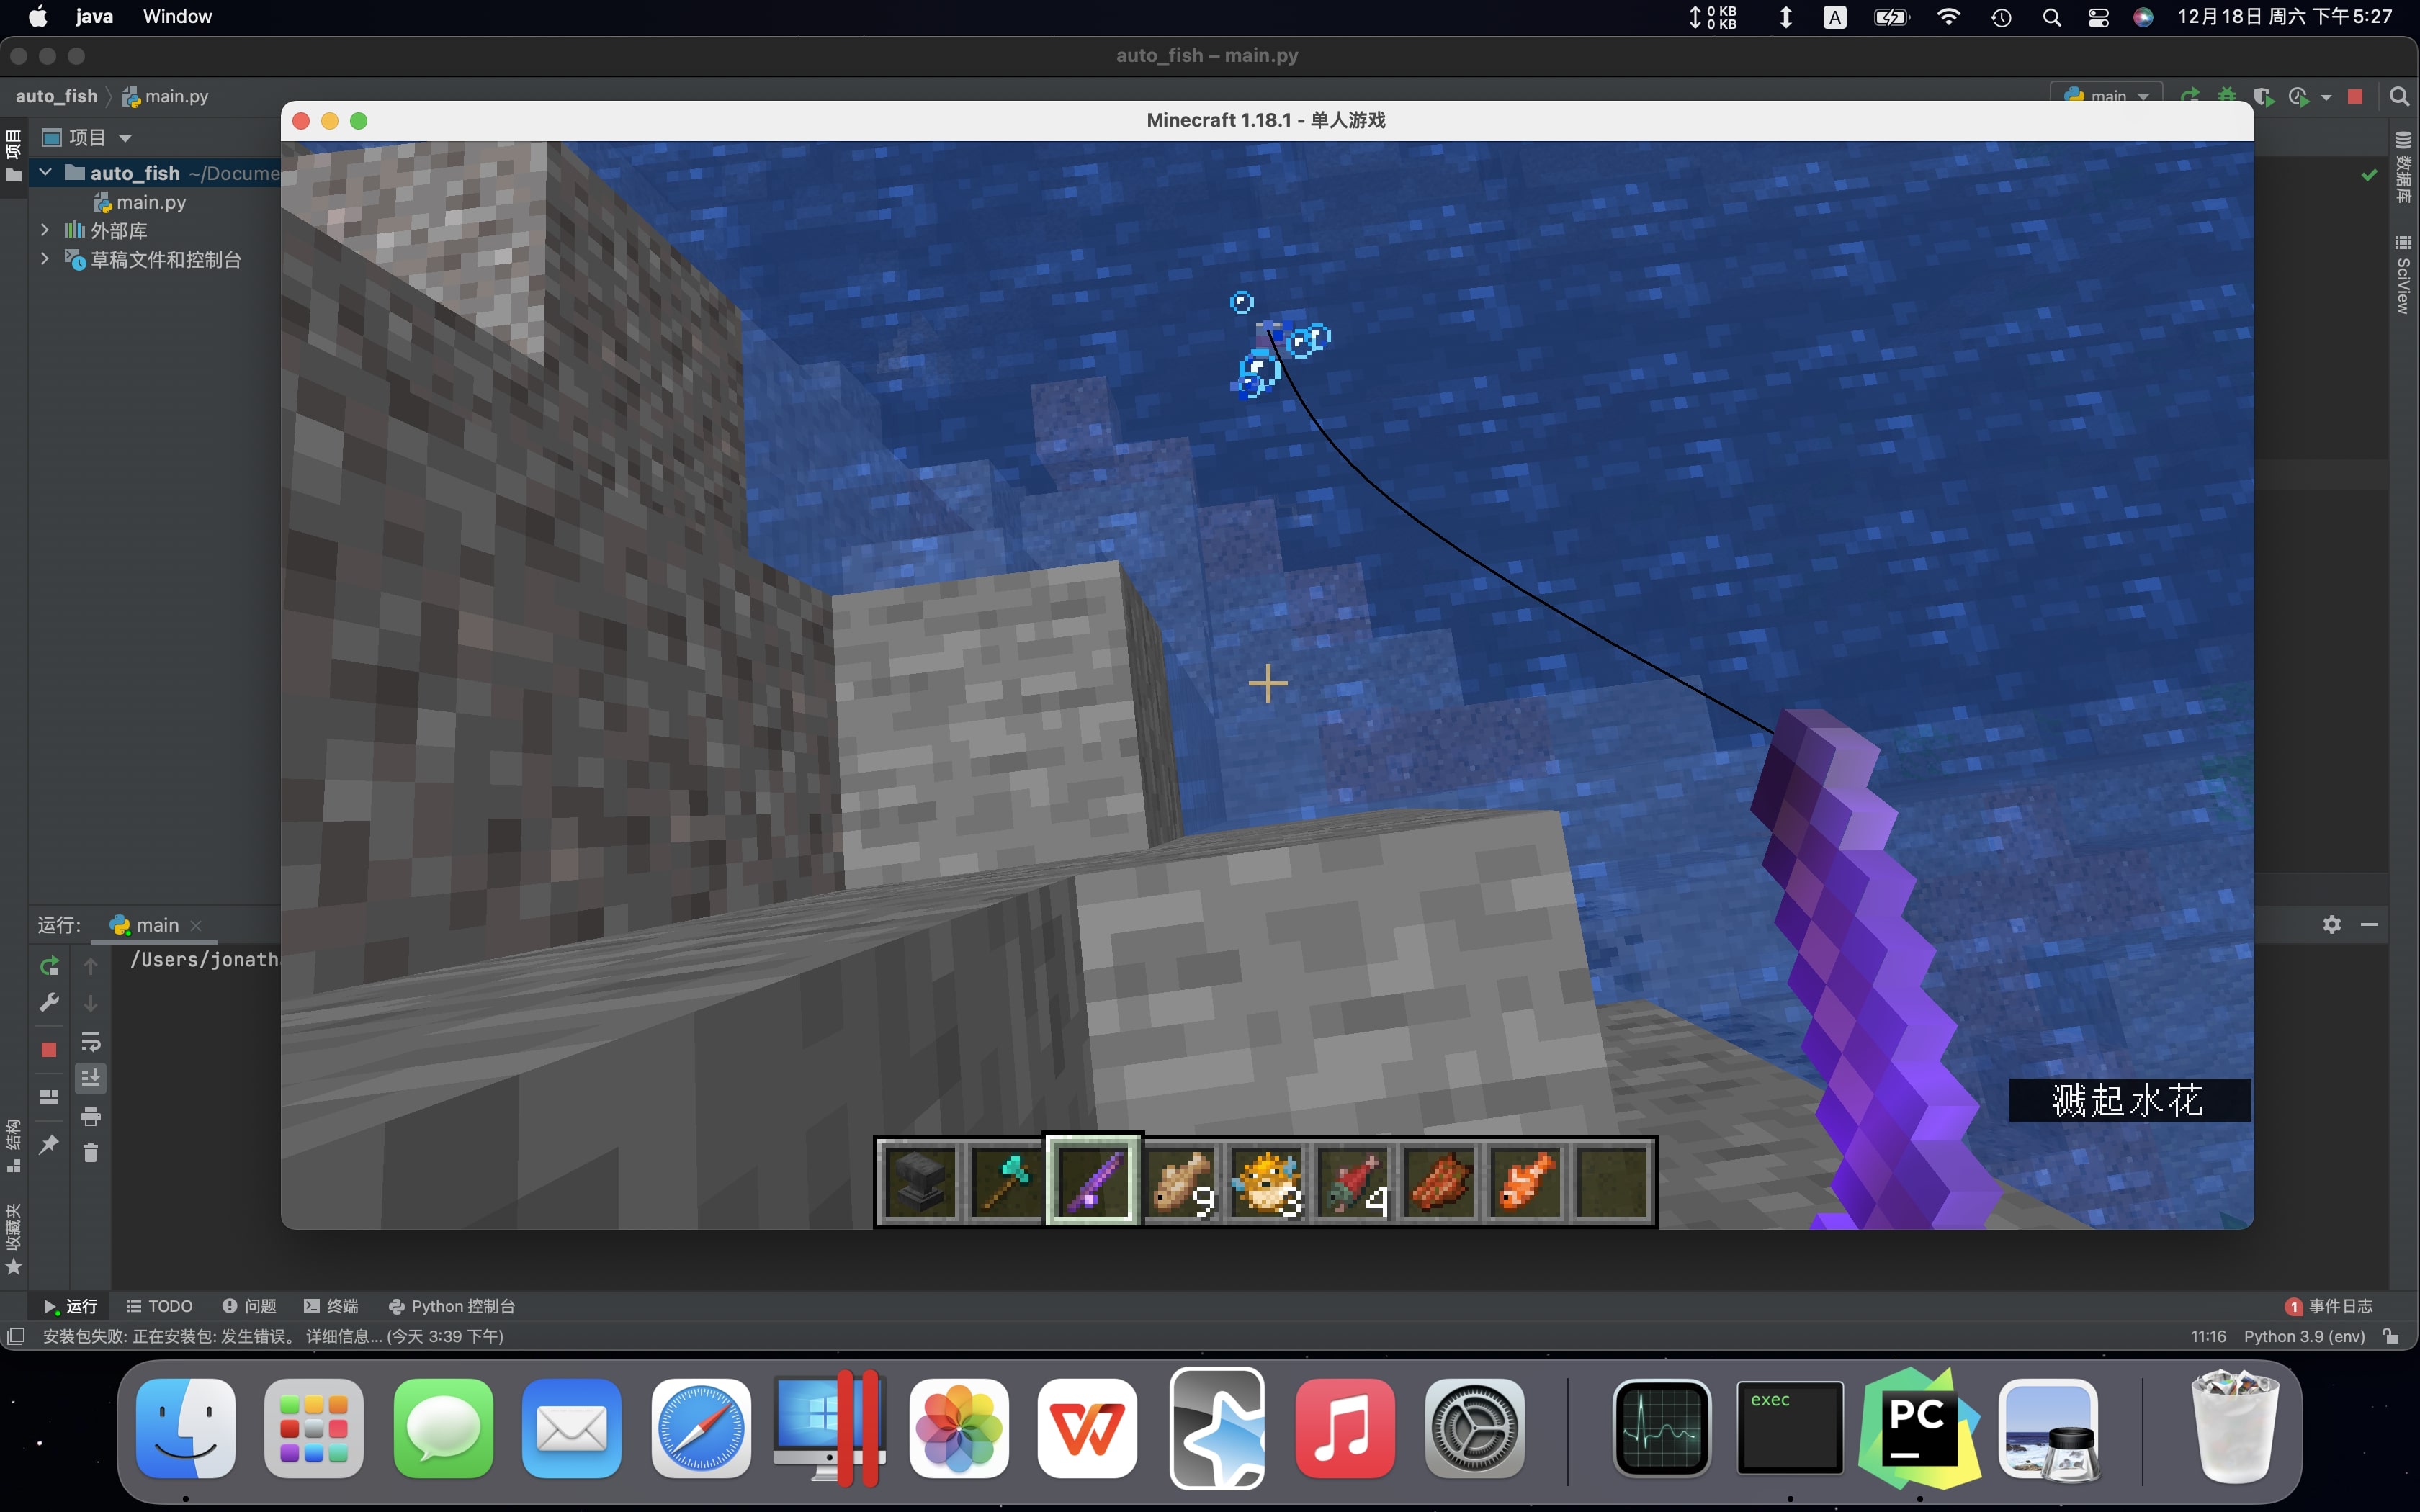 java Window 0 KB 0 KB A 12月18日 周六 下午5:27
auto_fish – main.py
auto_fish main.py main
Minecraft 1.18.1 - 单人游戏
项目
项目
auto_fish ~/Docume
main.py
外部库
草稿文件和控制台
数据库
SciView
运行: main
/Users/jonath
溅起水花
9 3 4
结构
收藏夹
运行 TODO 问题 终端 Python 控制台 1 事件日志
安装包失败: 正在安装包: 发生错误。 详细信息... (今天 3:39 下午) 11:16 Python 3.9 (env)
exec
PC